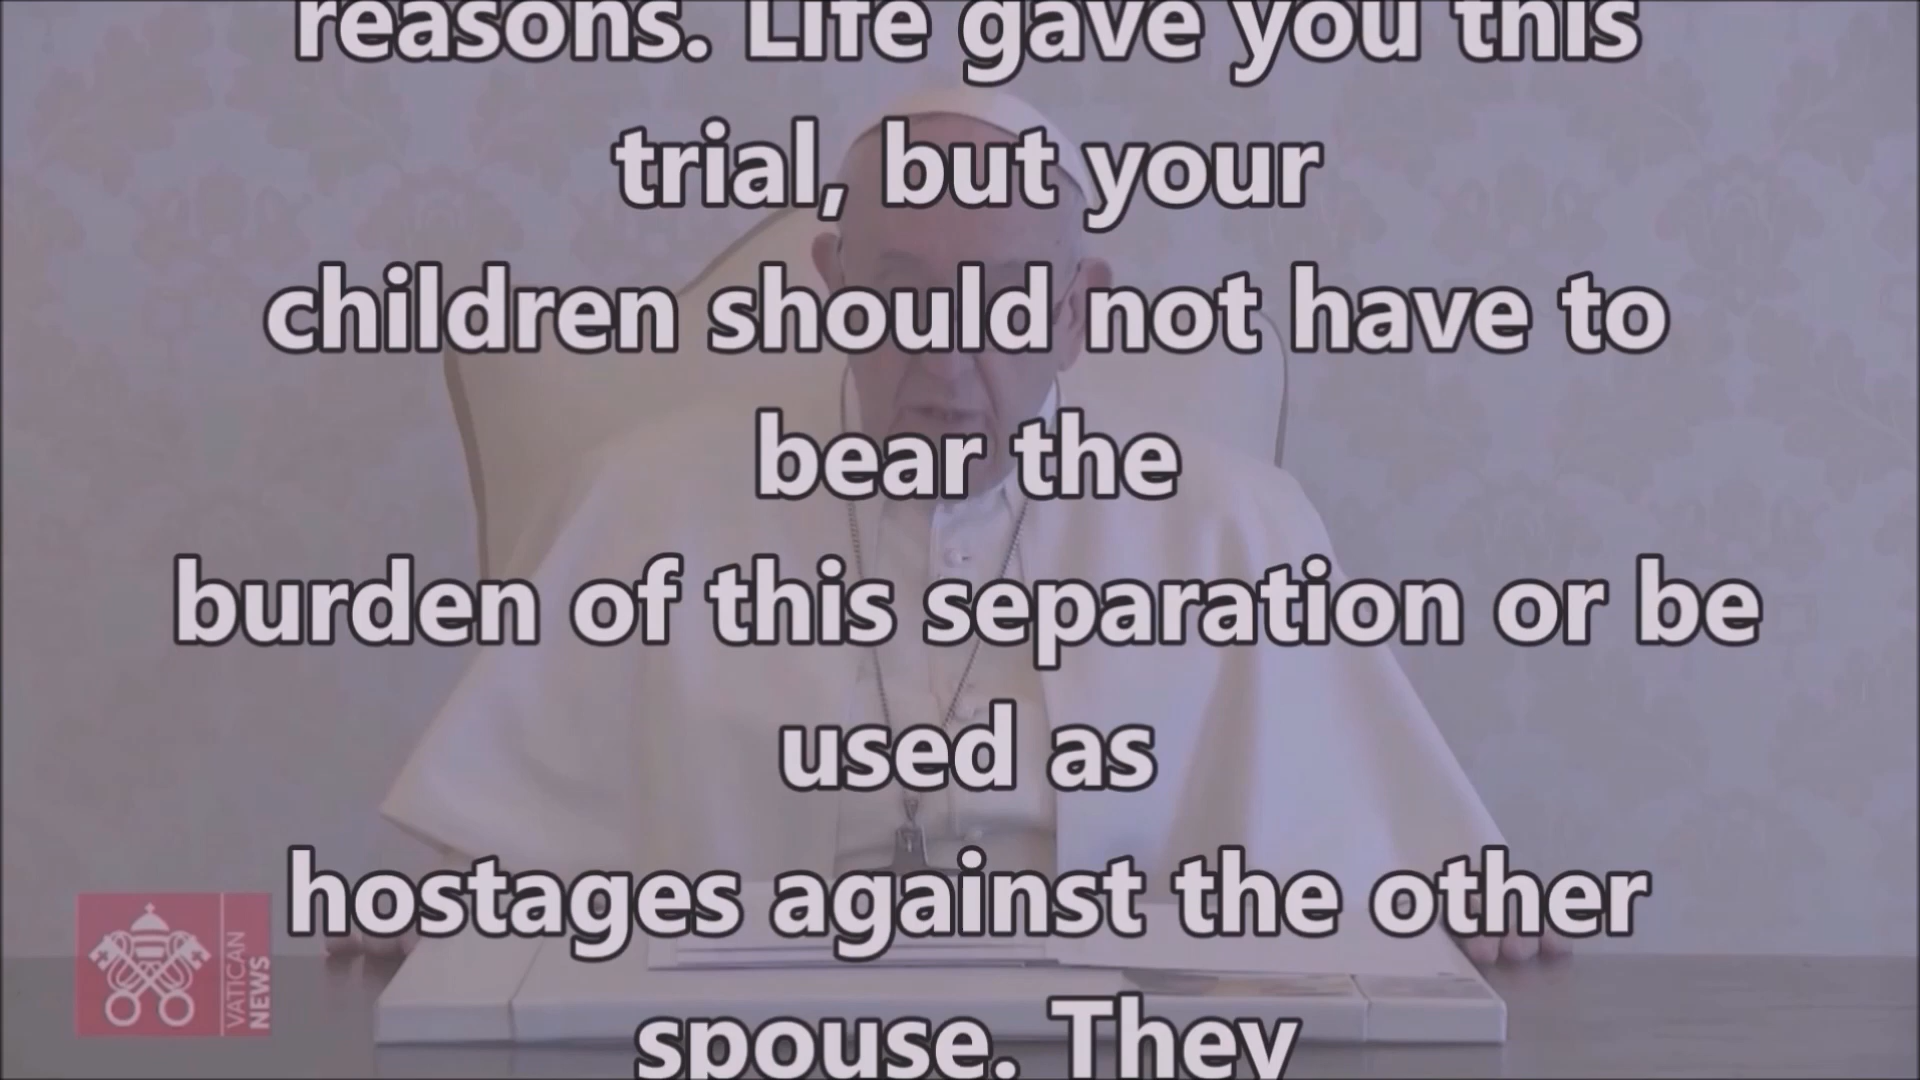 reasons. Life gave you this
trial, but your
children should not have to
bear the
burden of this separation or be
used as
hostages against the other
spouse. They
VATICAN
NEWS